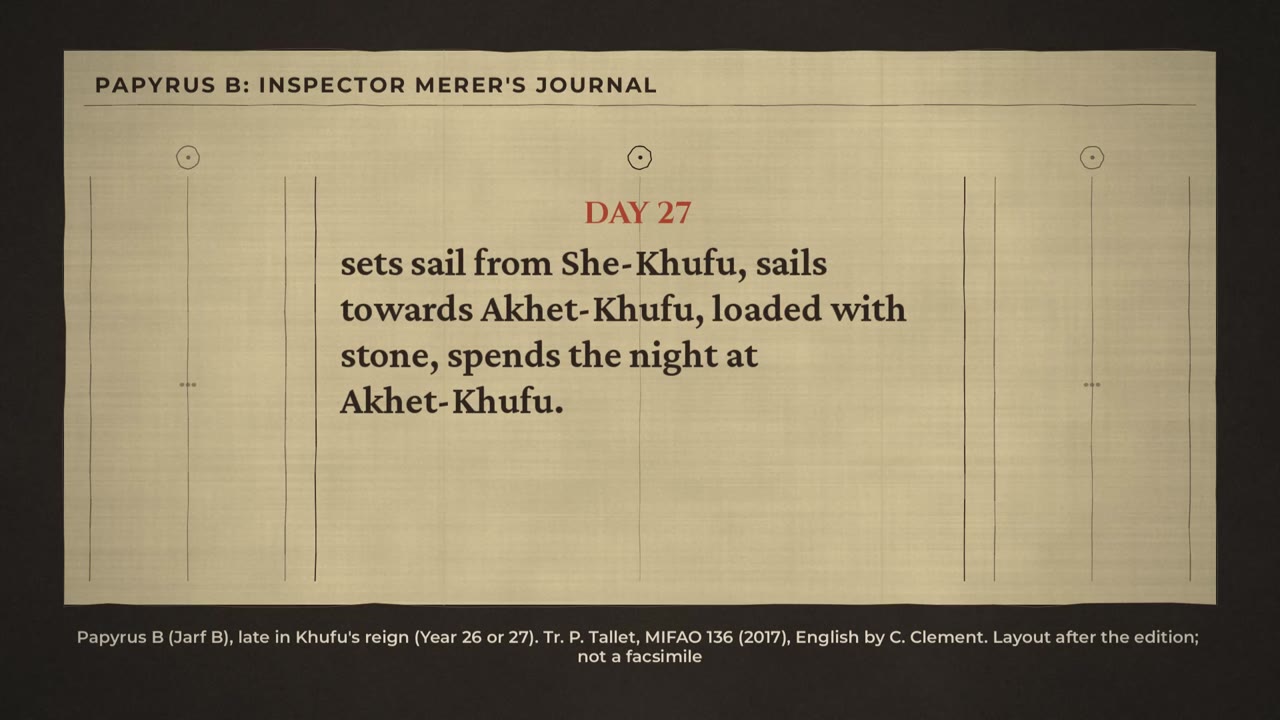 PAPYRUS B: INSPECTOR MERER'S JOURNAL
DAY 27
sets sail from She-Khufu, sails
towards Akhet-Khufu, loaded with
stone, spends the night at
Akhet-Khufu.
Papyrus B (Jarf B), late in Khufu's reign (Year 26 or 27). Tr. P. Tallet, MIFAO 136 (2017), English by C. Clement. Layout after the edition;
not a facsimile